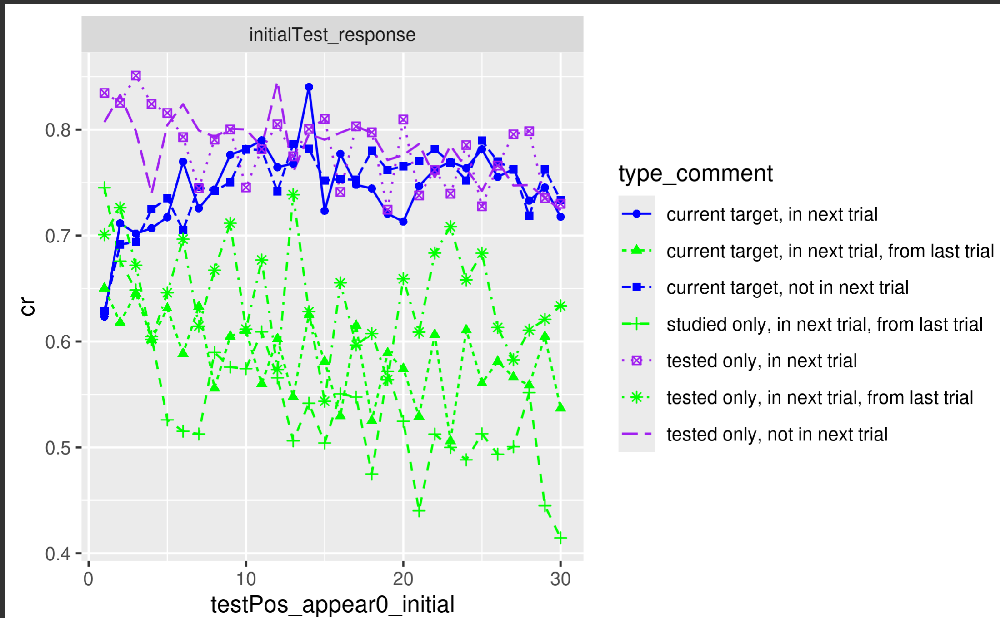 initialTest_response
0.8
0.7
0.6
0.5
0.4
cr
0 10 20 30
testPos_appear0_initial
type_comment
current target, in next trial
current target, in next trial, from last trial
current target, not in next trial
studied only, in next trial, from last trial
tested only, in next trial
tested only, in next trial, from last trial
tested only, not in next trial